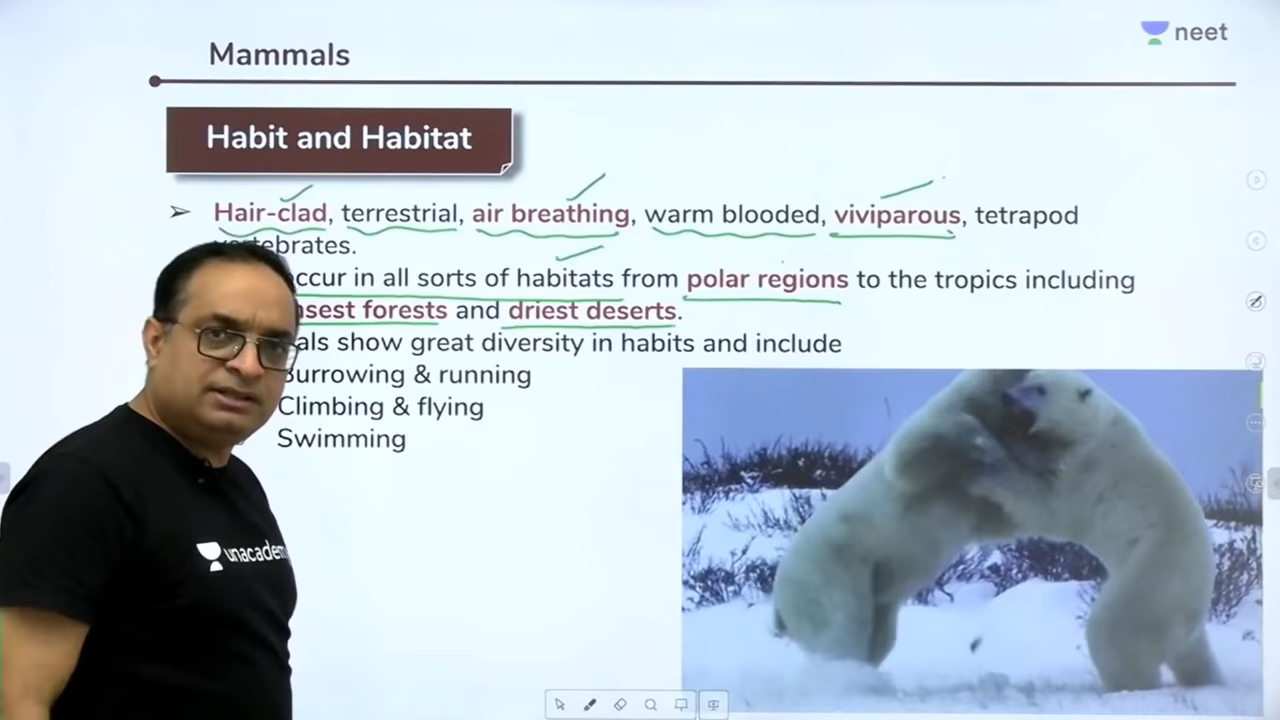 neet
Mammals
Habit and Habitat
➢ Hair-clad, terrestrial, air breathing, warm blooded, viviparous, tetrapod
vertebrates.
occur in all sorts of habitats from polar regions to the tropics including
forests and driest deserts.
show great diversity in habits and include
Burrowing & running
Climbing & flying
Swimming
unacademy